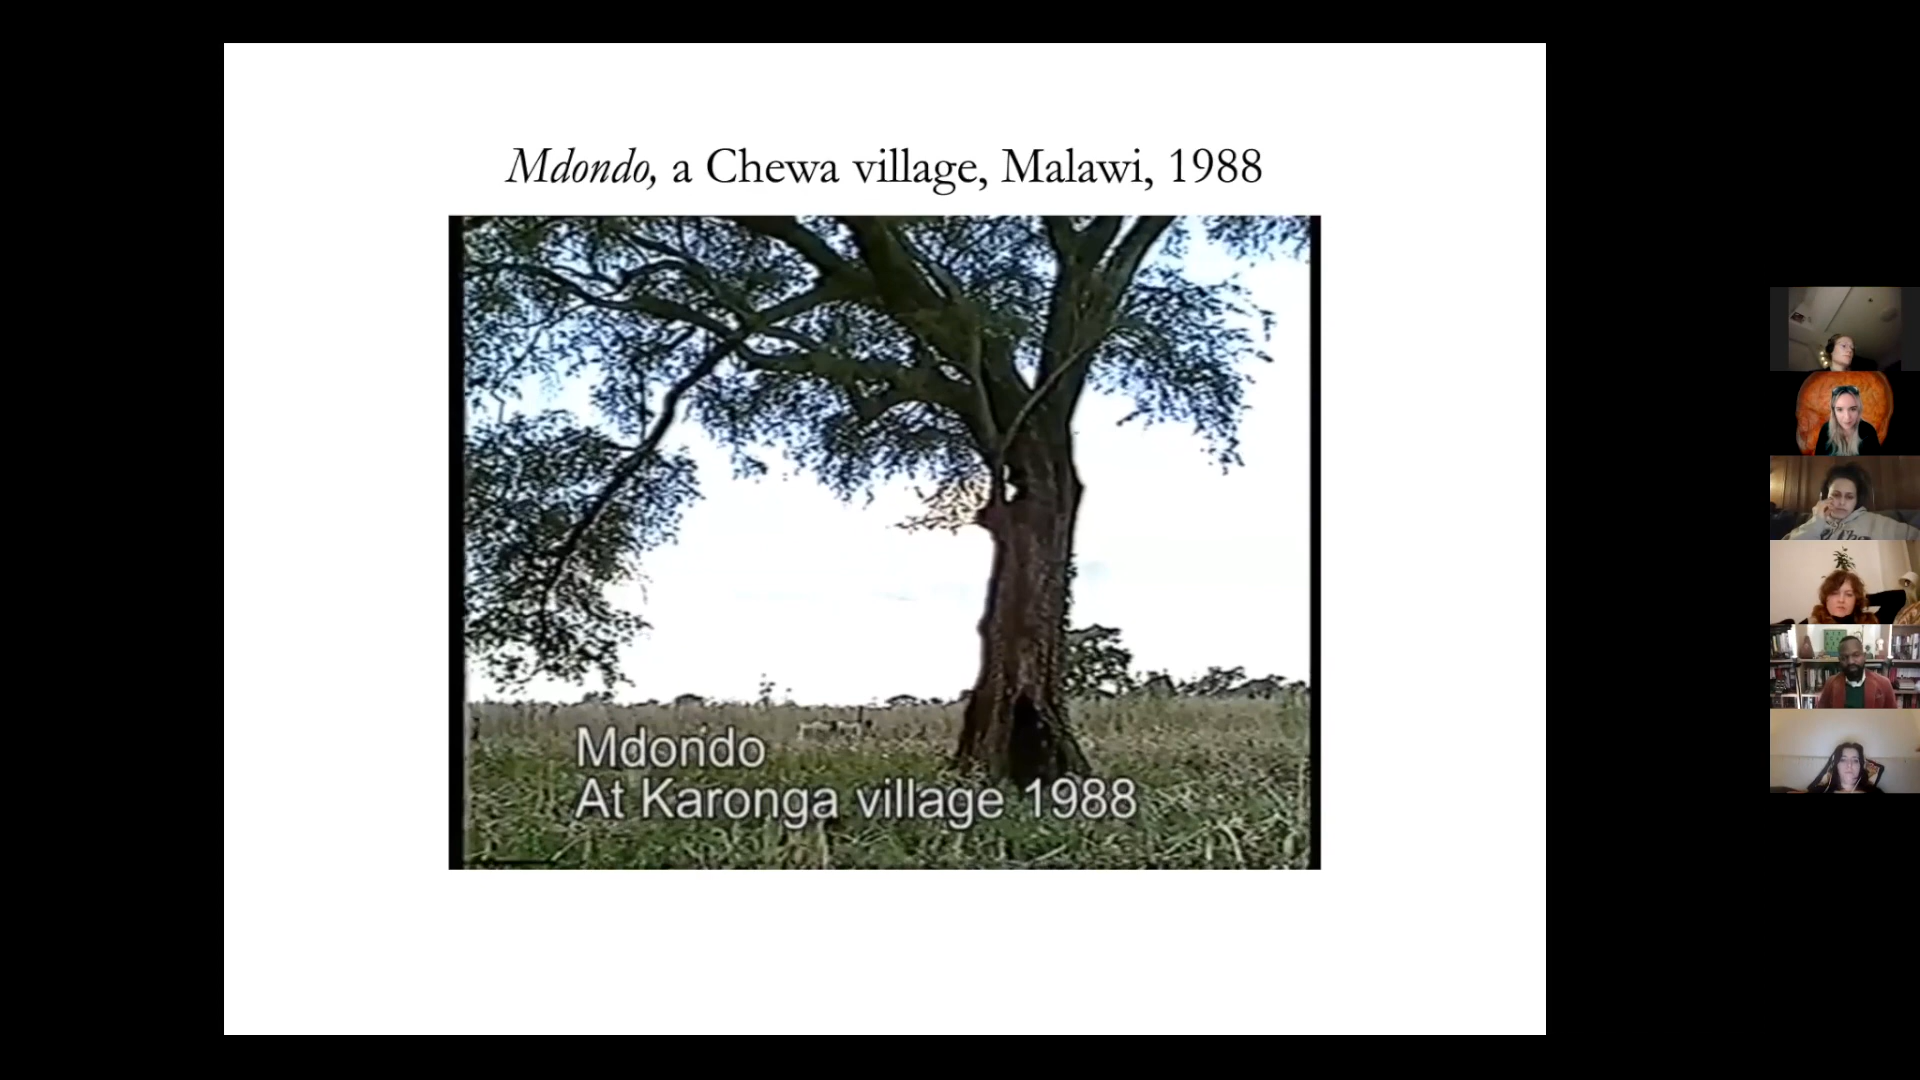 Mdondo, a Chewa village, Malawi, 1988
Mdondo
At Karonga village 1988